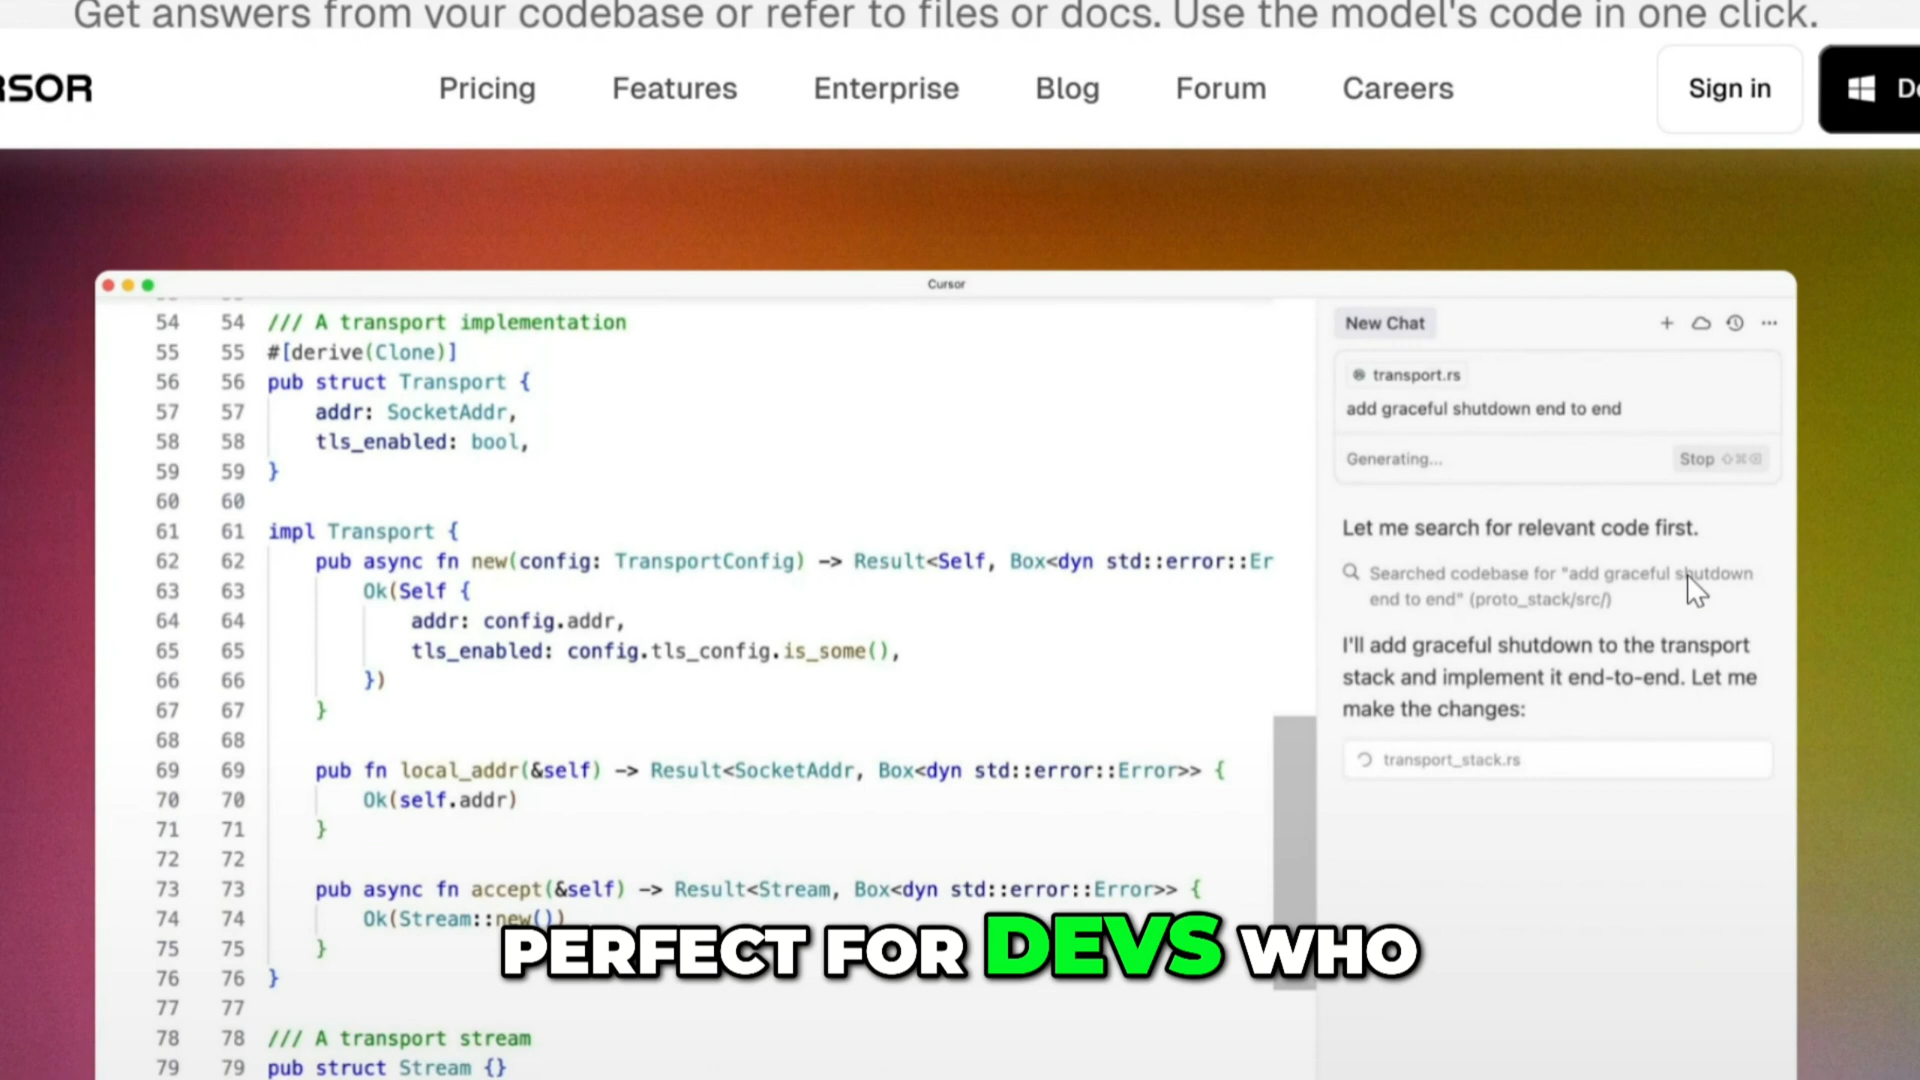 Get answers from your codebase or refer to files or docs. Use the model's code in one click.
RSOR Pricing Features Enterprise Blog Forum Careers Sign in
Cursor
54 54 /// A transport implementation
55 55 #[derive(Clone)]
56 56 pub struct Transport {
57 57 addr: SocketAddr,
58 58 tls_enabled: bool,
59 59 }
60 60
61 61 impl Transport {
62 62 pub async fn new(config: TransportConfig) -> Result<Self, Box<dyn std::error::Er
63 63 Ok(Self {
64 64 addr: config.addr,
65 65 tls_enabled: config.tls_config.is_some(),
66 66 })
67 67 }
68 68
69 69 pub fn local_addr(&self) -> Result<SocketAddr, Box<dyn std::error::Error>> {
70 70 Ok(self.addr)
71 71 }
72 72
73 73 pub async fn accept(&self) -> Result<Stream, Box<dyn std::error::Error>> {
74 74 Ok(Stream::new())
75 75 }
76 76 }
77 77
78 78 /// A transport stream
79 79 pub struct Stream {}
New Chat
transport.rs
add graceful shutdown end to end
Generating... Stop ⇧⌘⌫
Let me search for relevant code first.
Searched codebase for "add graceful shutdown
end to end" (proto_stack/src/)
I'll add graceful shutdown to the transport
stack and implement it end-to-end. Let me
make the changes:
transport_stack.rs
PERFECT FOR DEVS WHO